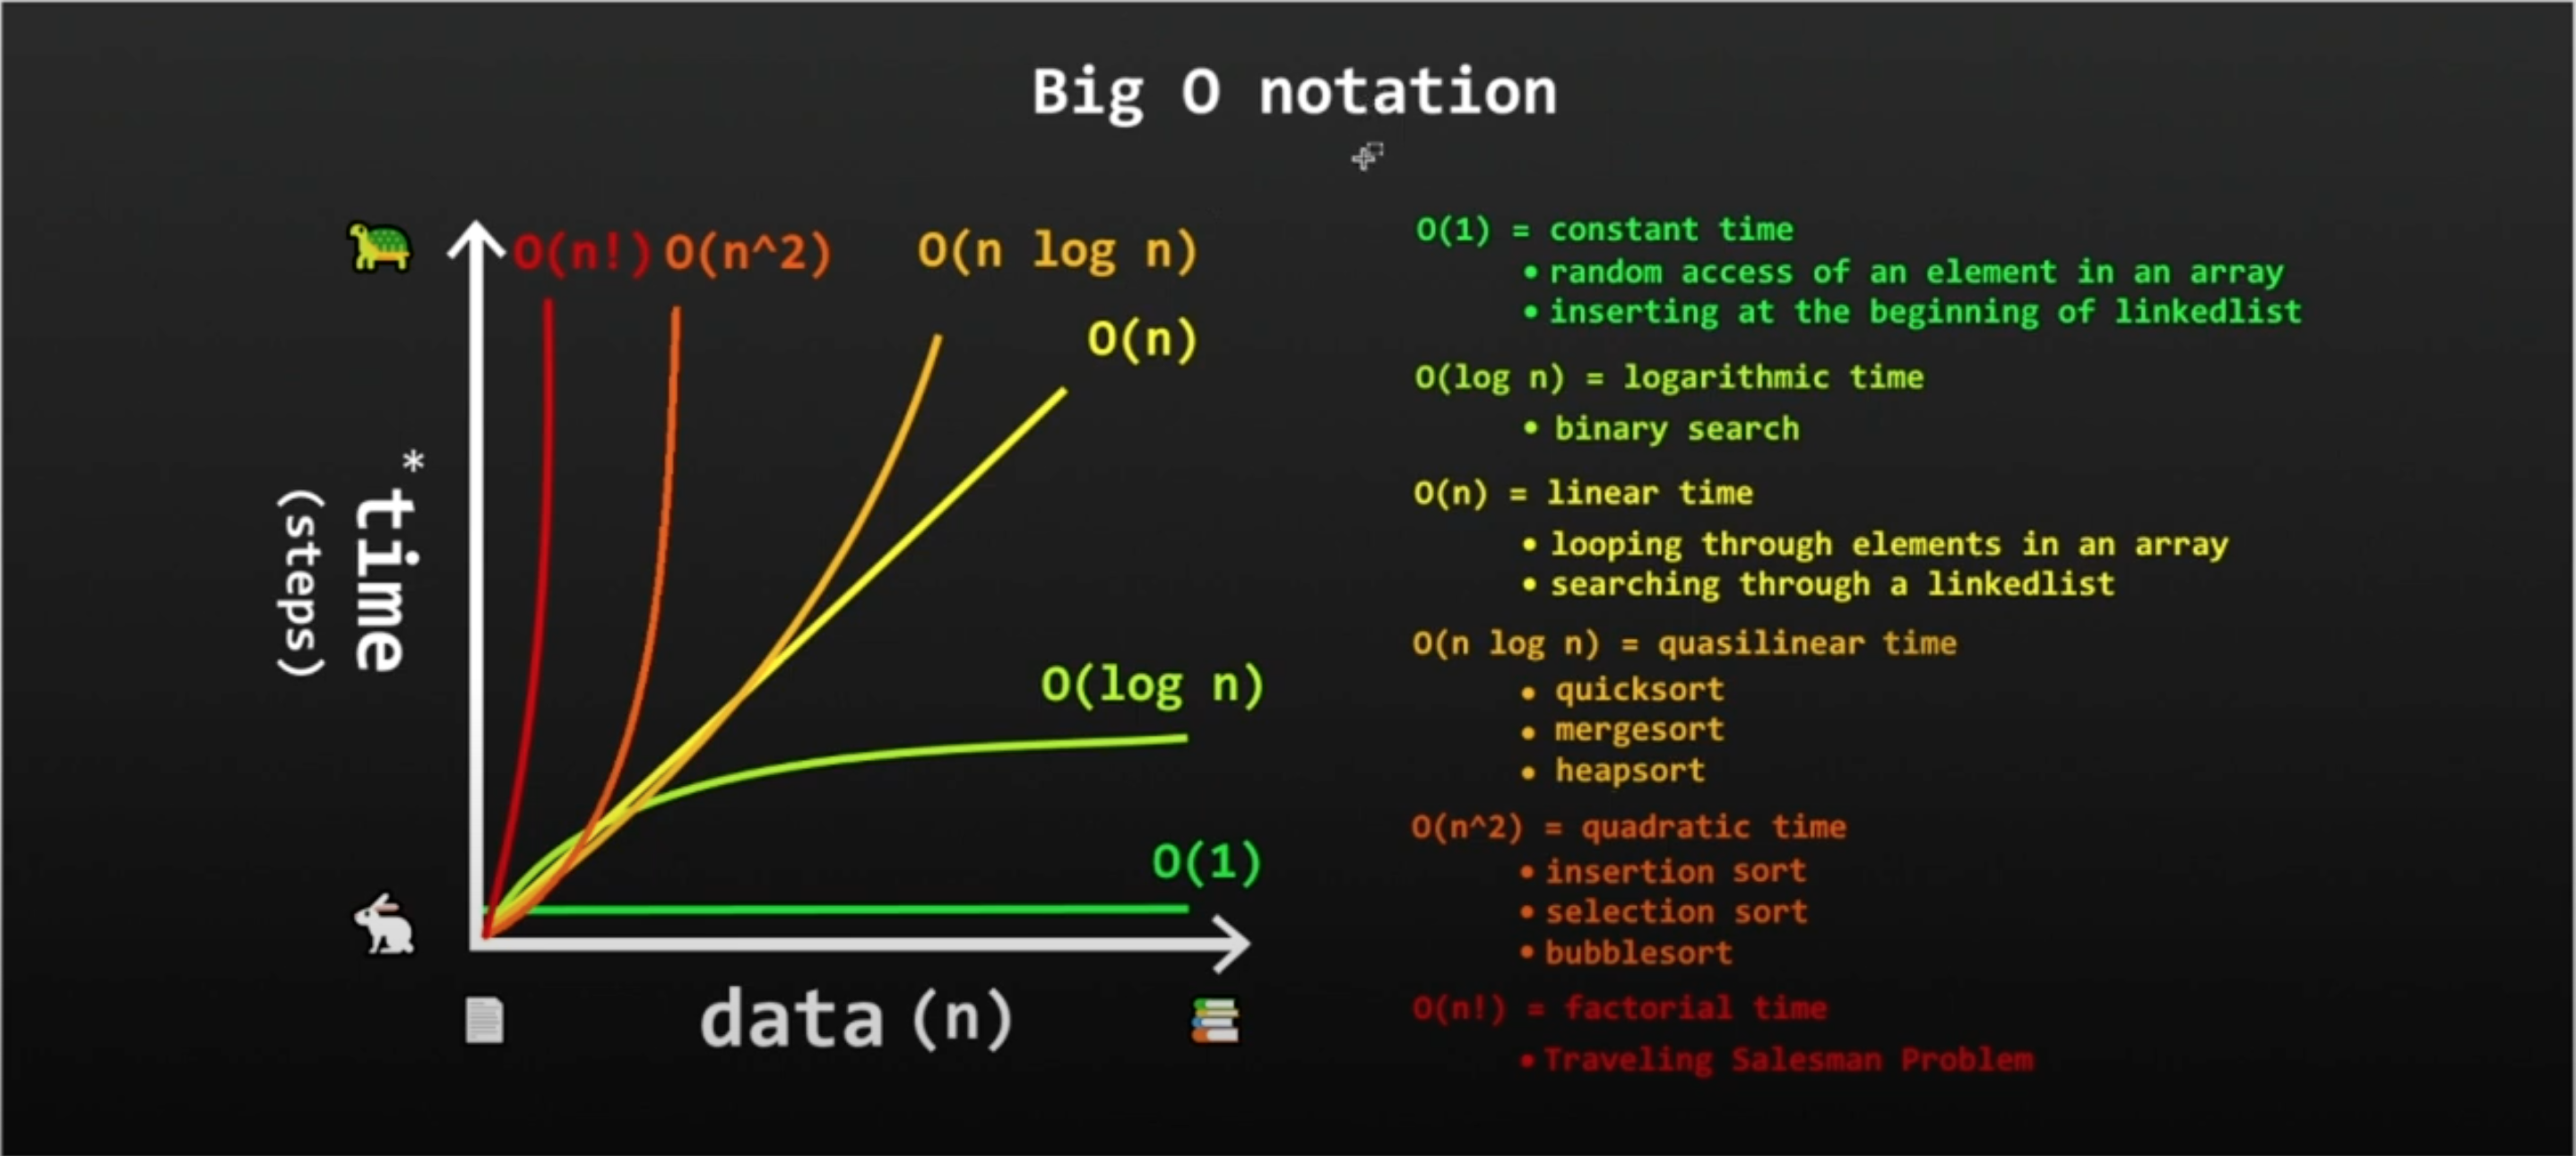 Big O notation
O(n!) O(n^2) O(n log n)
O(n)
O(log n)
O(1)
*
time
(steps)
data (n)
O(1) = constant time
• random access of an element in an array
• inserting at the beginning of linkedlist
O(log n) = logarithmic time
• binary search
O(n) = linear time
• looping through elements in an array
• searching through a linkedlist
O(n log n) = quasilinear time
• quicksort
• mergesort
• heapsort
O(n^2) = quadratic time
• insertion sort
• selection sort
• bubblesort
O(n!) = factorial time
• Traveling Salesman Problem